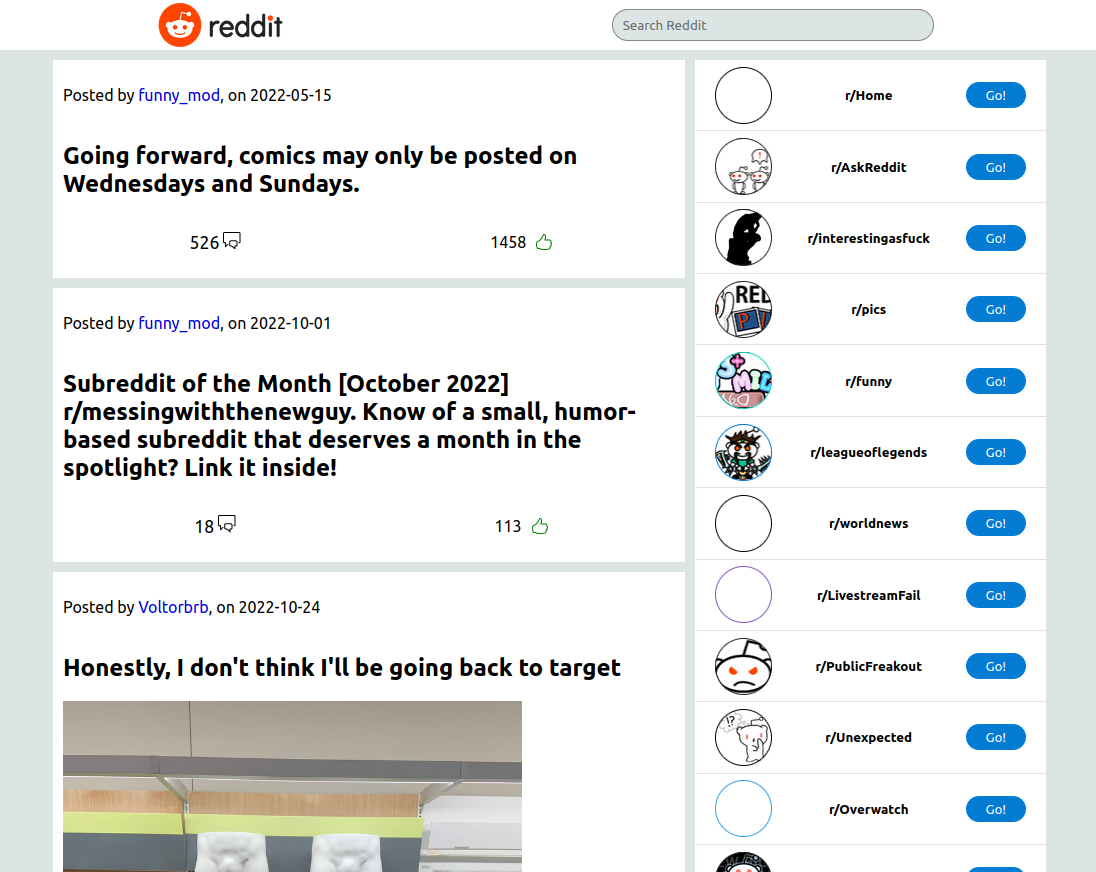 reddit
Search Reddit
Posted by funny_mod, on 2022-05-15
Going forward, comics may only be posted on
Wednesdays and Sundays.
526
1458
Posted by funny_mod, on 2022-10-01
Subreddit of the Month [October 2022]
r/messingwiththenewguy. Know of a small, humor-
based subreddit that deserves a month in the
spotlight? Link it inside!
18
113
Posted by Voltorbrb, on 2022-10-24
Honestly, I don't think I'll be going back to target
r/Home
Go!
r/AskReddit
Go!
r/interestingasfuck
Go!
r/pics
Go!
r/funny
Go!
r/leagueoflegends
Go!
r/worldnews
Go!
r/LivestreamFail
Go!
r/PublicFreakout
Go!
r/Unexpected
Go!
r/Overwatch
Go!